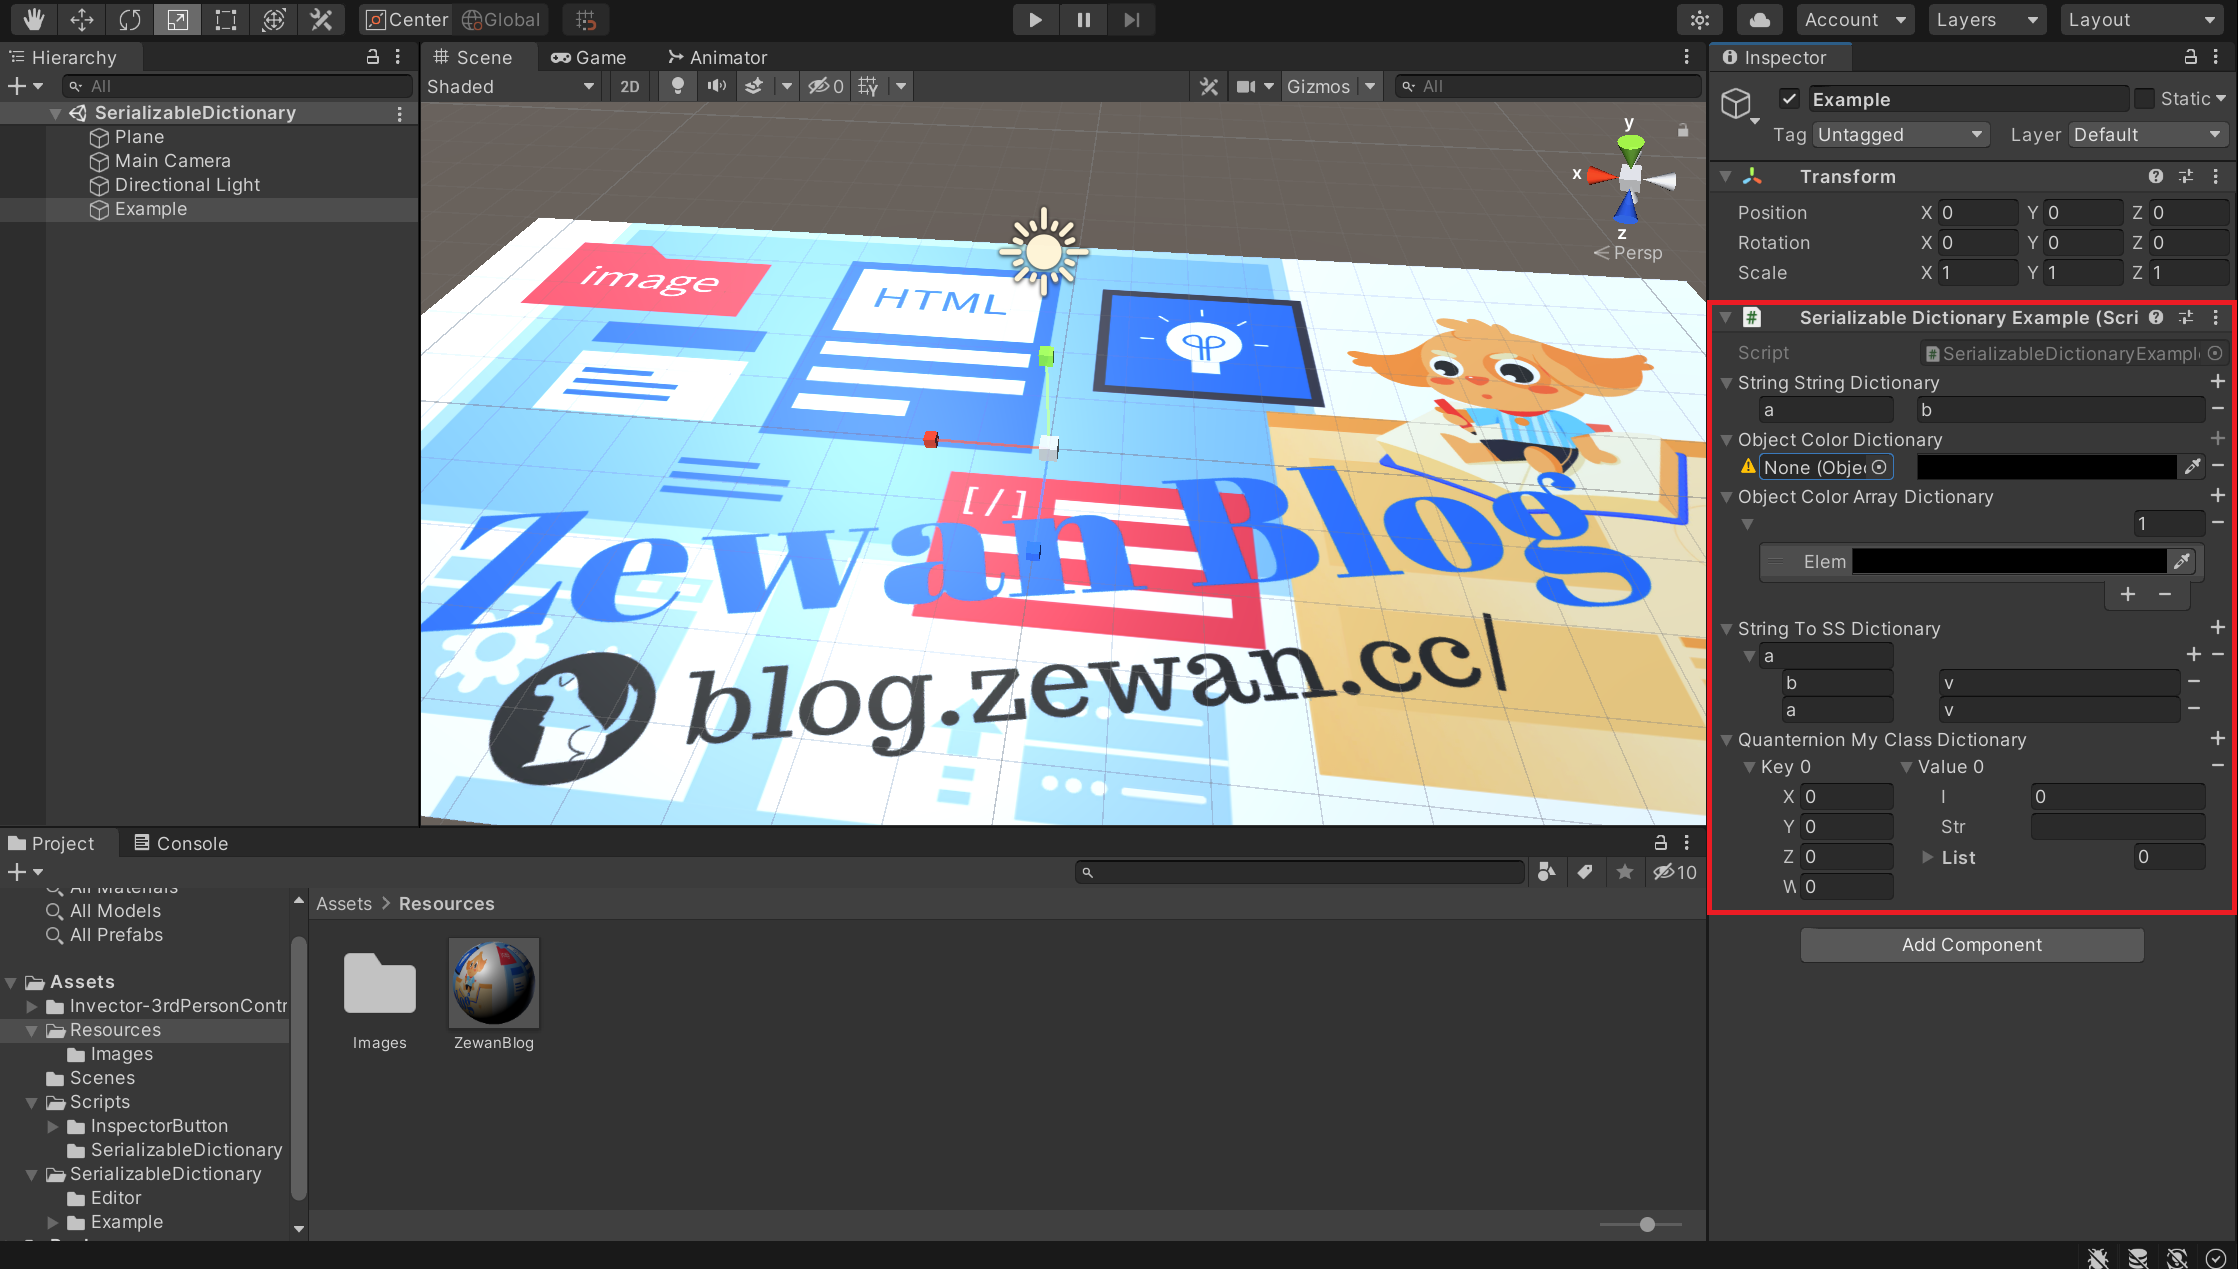 Center
Global
Account
Layers
Layout
Hierarchy
All
SerializableDictionary
Plane
Main Camera
Directional Light
Example
Scene
Game
Animator
Shaded
2D
0
Gizmos
All
y
x
z
Persp
image
HTML
[/]
Zewan Blog
blog.zewan.cc/
Inspector
Example
Static
Tag
Untagged
Layer
Default
Transform
Position
X 0
Y 0
Z 0
Rotation
X 0
Y 0
Z 0
Scale
X 1
Y 1
Z 1
Serializable Dictionary Example (Scri
Script
SerializableDictionaryExampl
String String Dictionary
a
b
Object Color Dictionary
None (Obje
Object Color Array Dictionary
1
Elem
String To SS Dictionary
a
b
v
a
v
Quanternion My Class Dictionary
Key 0
Value 0
X 0
I 0
Y 0
Str
Z 0
List 0
W 0
Add Component
Project
Console
10
All Materials
All Models
All Prefabs
Assets
Invector-3rdPersonContr
Resources
Images
Scenes
Scripts
InspectorButton
SerializableDictionary
SerializableDictionary
Editor
Example
Assets > Resources
Images
ZewanBlog